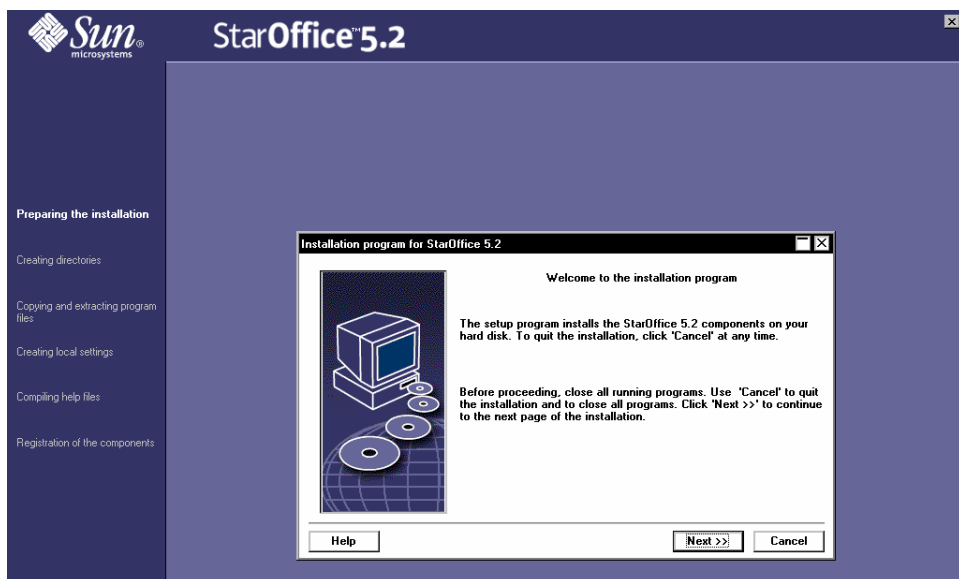 Sun®
microsystems
StarOffice™ 5.2
Preparing the installation
Creating directories
Copying and extracting program
files
Creating local settings
Compiling help files
Registration of the components
Installation program for StarOffice 5.2
Welcome to the installation program
The setup program installs the StarOffice 5.2 components on your
hard disk. To quit the installation, click 'Cancel' at any time.
Before proceeding, close all running programs. Use 'Cancel' to quit
the installation and to close all programs. Click 'Next >>' to continue
to the next page of the installation.
Help
Next >>
Cancel